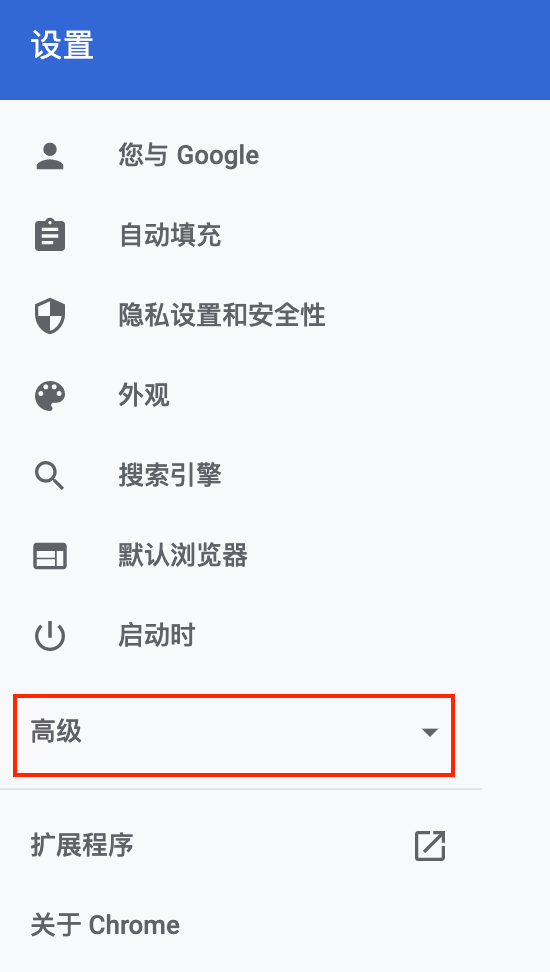 设置
您与 Google
自动填充
隐私设置和安全性
外观
搜索引擎
默认浏览器
启动时
高级
扩展程序
关于 Chrome